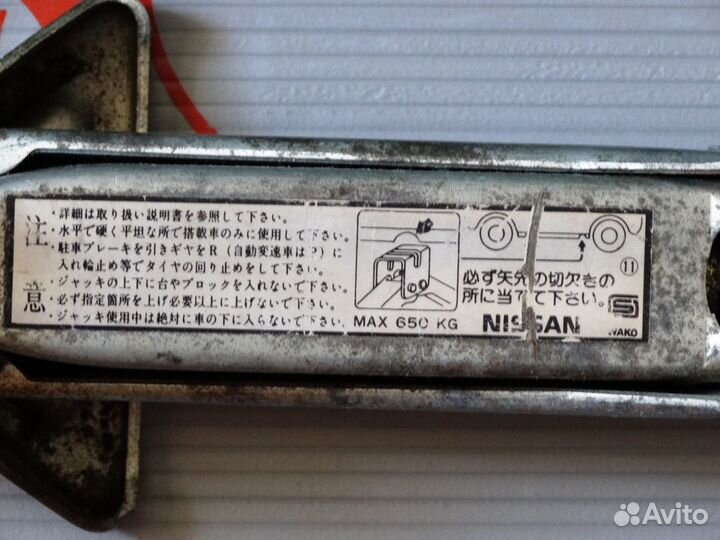 注意
・詳細は取り扱い説明書を参照して下さい。
・水平で硬く平坦な所で搭載車のみに使用して下さい。
・駐車ブレーキを引きギヤをR(自動変速車はP)に
入れ輪止め等でタイヤの回り止めをして下さい。
・ジャッキの上下に台やブロックを入れないで下さい。
・必ず指定箇所を上げ必要以上に上げないで下さい。
・ジャッキ使用中は絶対に車の下に入らないで下さい。
MAX 650 KG
必ず矢先の切欠きの
所に当てて下さい。
⑪
NISSAN
WAKO
Avito